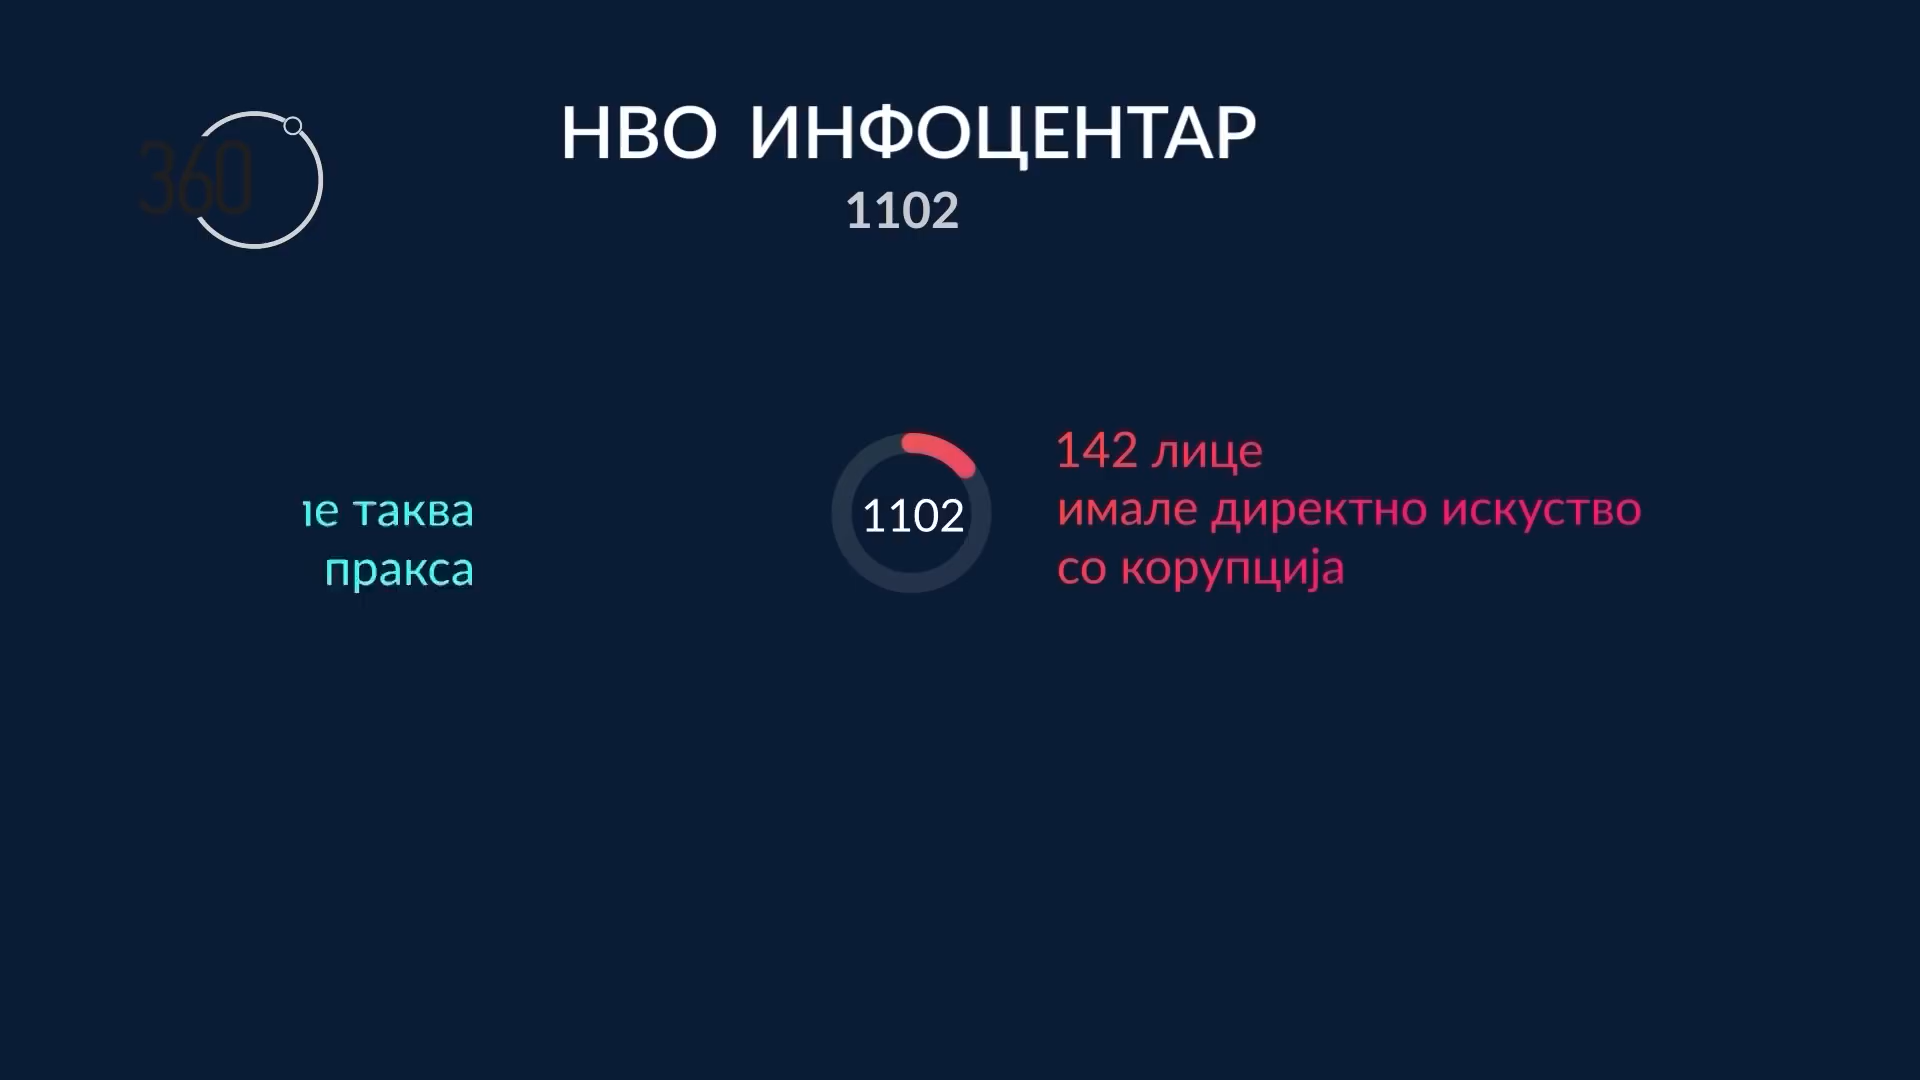 360
НВО ИНФОЦЕНТАР
1102
таква
пракса
1102
142 лице
имале директно искуство
со корупција